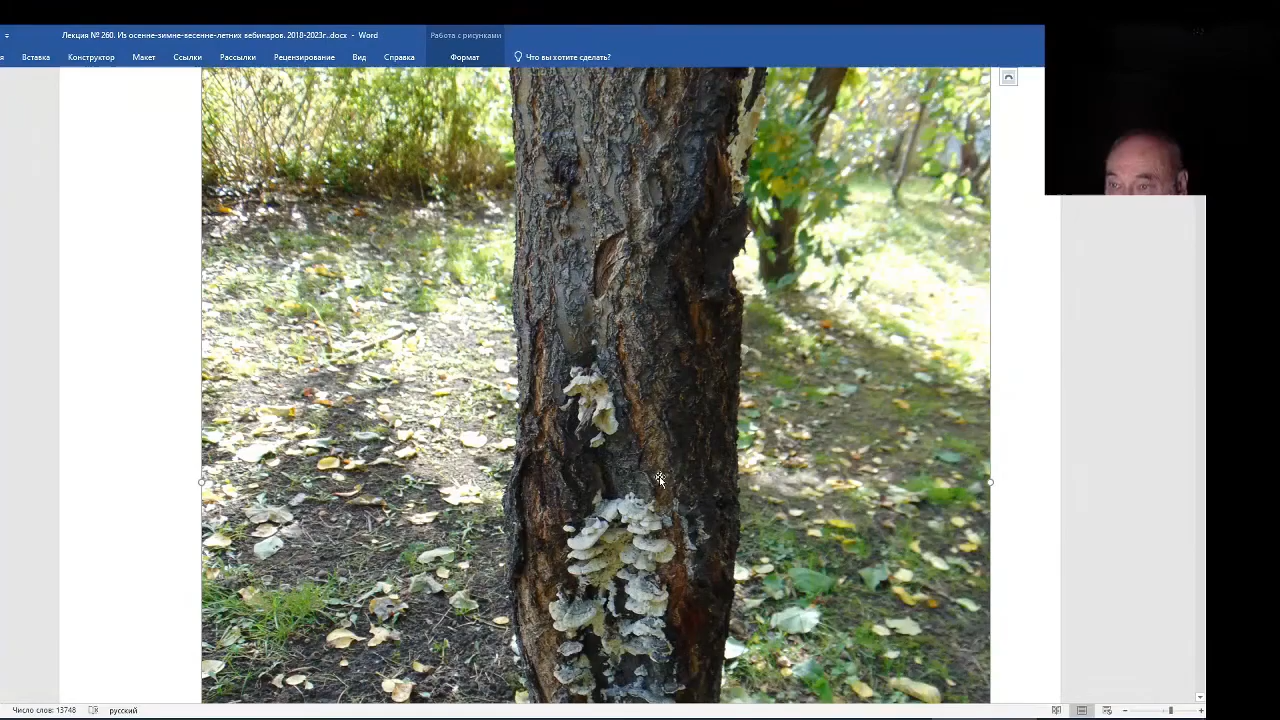 Лекция № 260. Из осенне-зимне-весенне-летних вебинаров. 2018-2023г..docx - Word
Работа с рисунками
Вставка Конструктор Макет Ссылки Рассылки Рецензирование Вид Справка Формат Что вы хотите сделать?
Число слов: 13748 русский